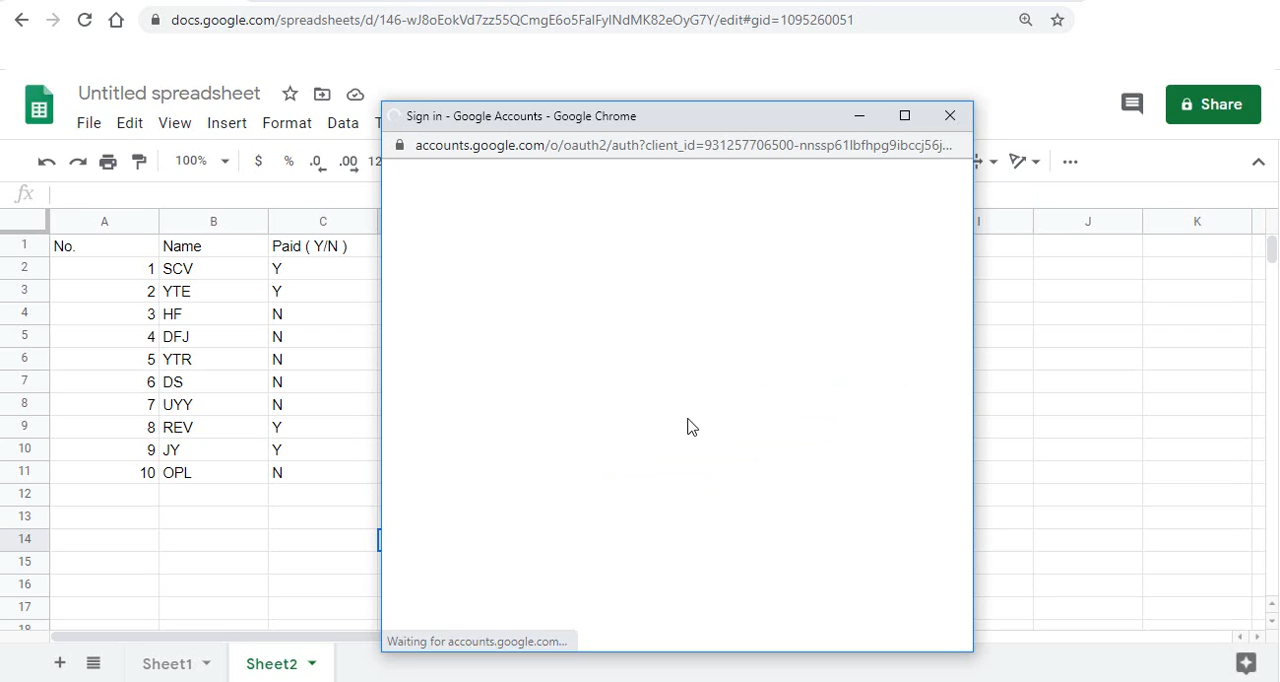 docs.google.com/spreadsheets/d/146-wJ8oEokVd7zz55QCmgE6o5FaIFyINdMK82eOyG7Y/edit#gid=1095260051
Untitled spreadsheet
File Edit View Insert Format Data T
Share
Sign in - Google Accounts - Google Chrome
accounts.google.com/o/oauth2/auth?client_id=931257706500-nnssp61lbfhpg9ibccj56j...
100% $ % .0 .00 12
fx
A B C I J K
1 No. Name Paid ( Y/N )
2 1 SCV Y
3 2 YTE Y
4 3 HF N
5 4 DFJ N
6 5 YTR N
7 6 DS N
8 7 UYY N
9 8 REV Y
10 9 JY Y
11 10 OPL N
12
13
14
15
16
17
18
Waiting for accounts.google.com...
+ Sheet1 Sheet2